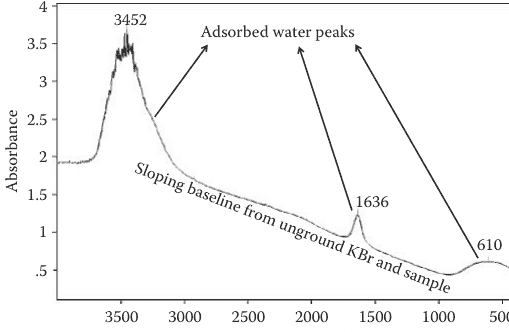 4
3452
Adsorbed water peaks
3.5
3
2.5
Absorbance
2
Sloping baseline from unground KBr and sample
1.5
1636
1
610
.5
3500 3000 2500 2000 1500 1000 500